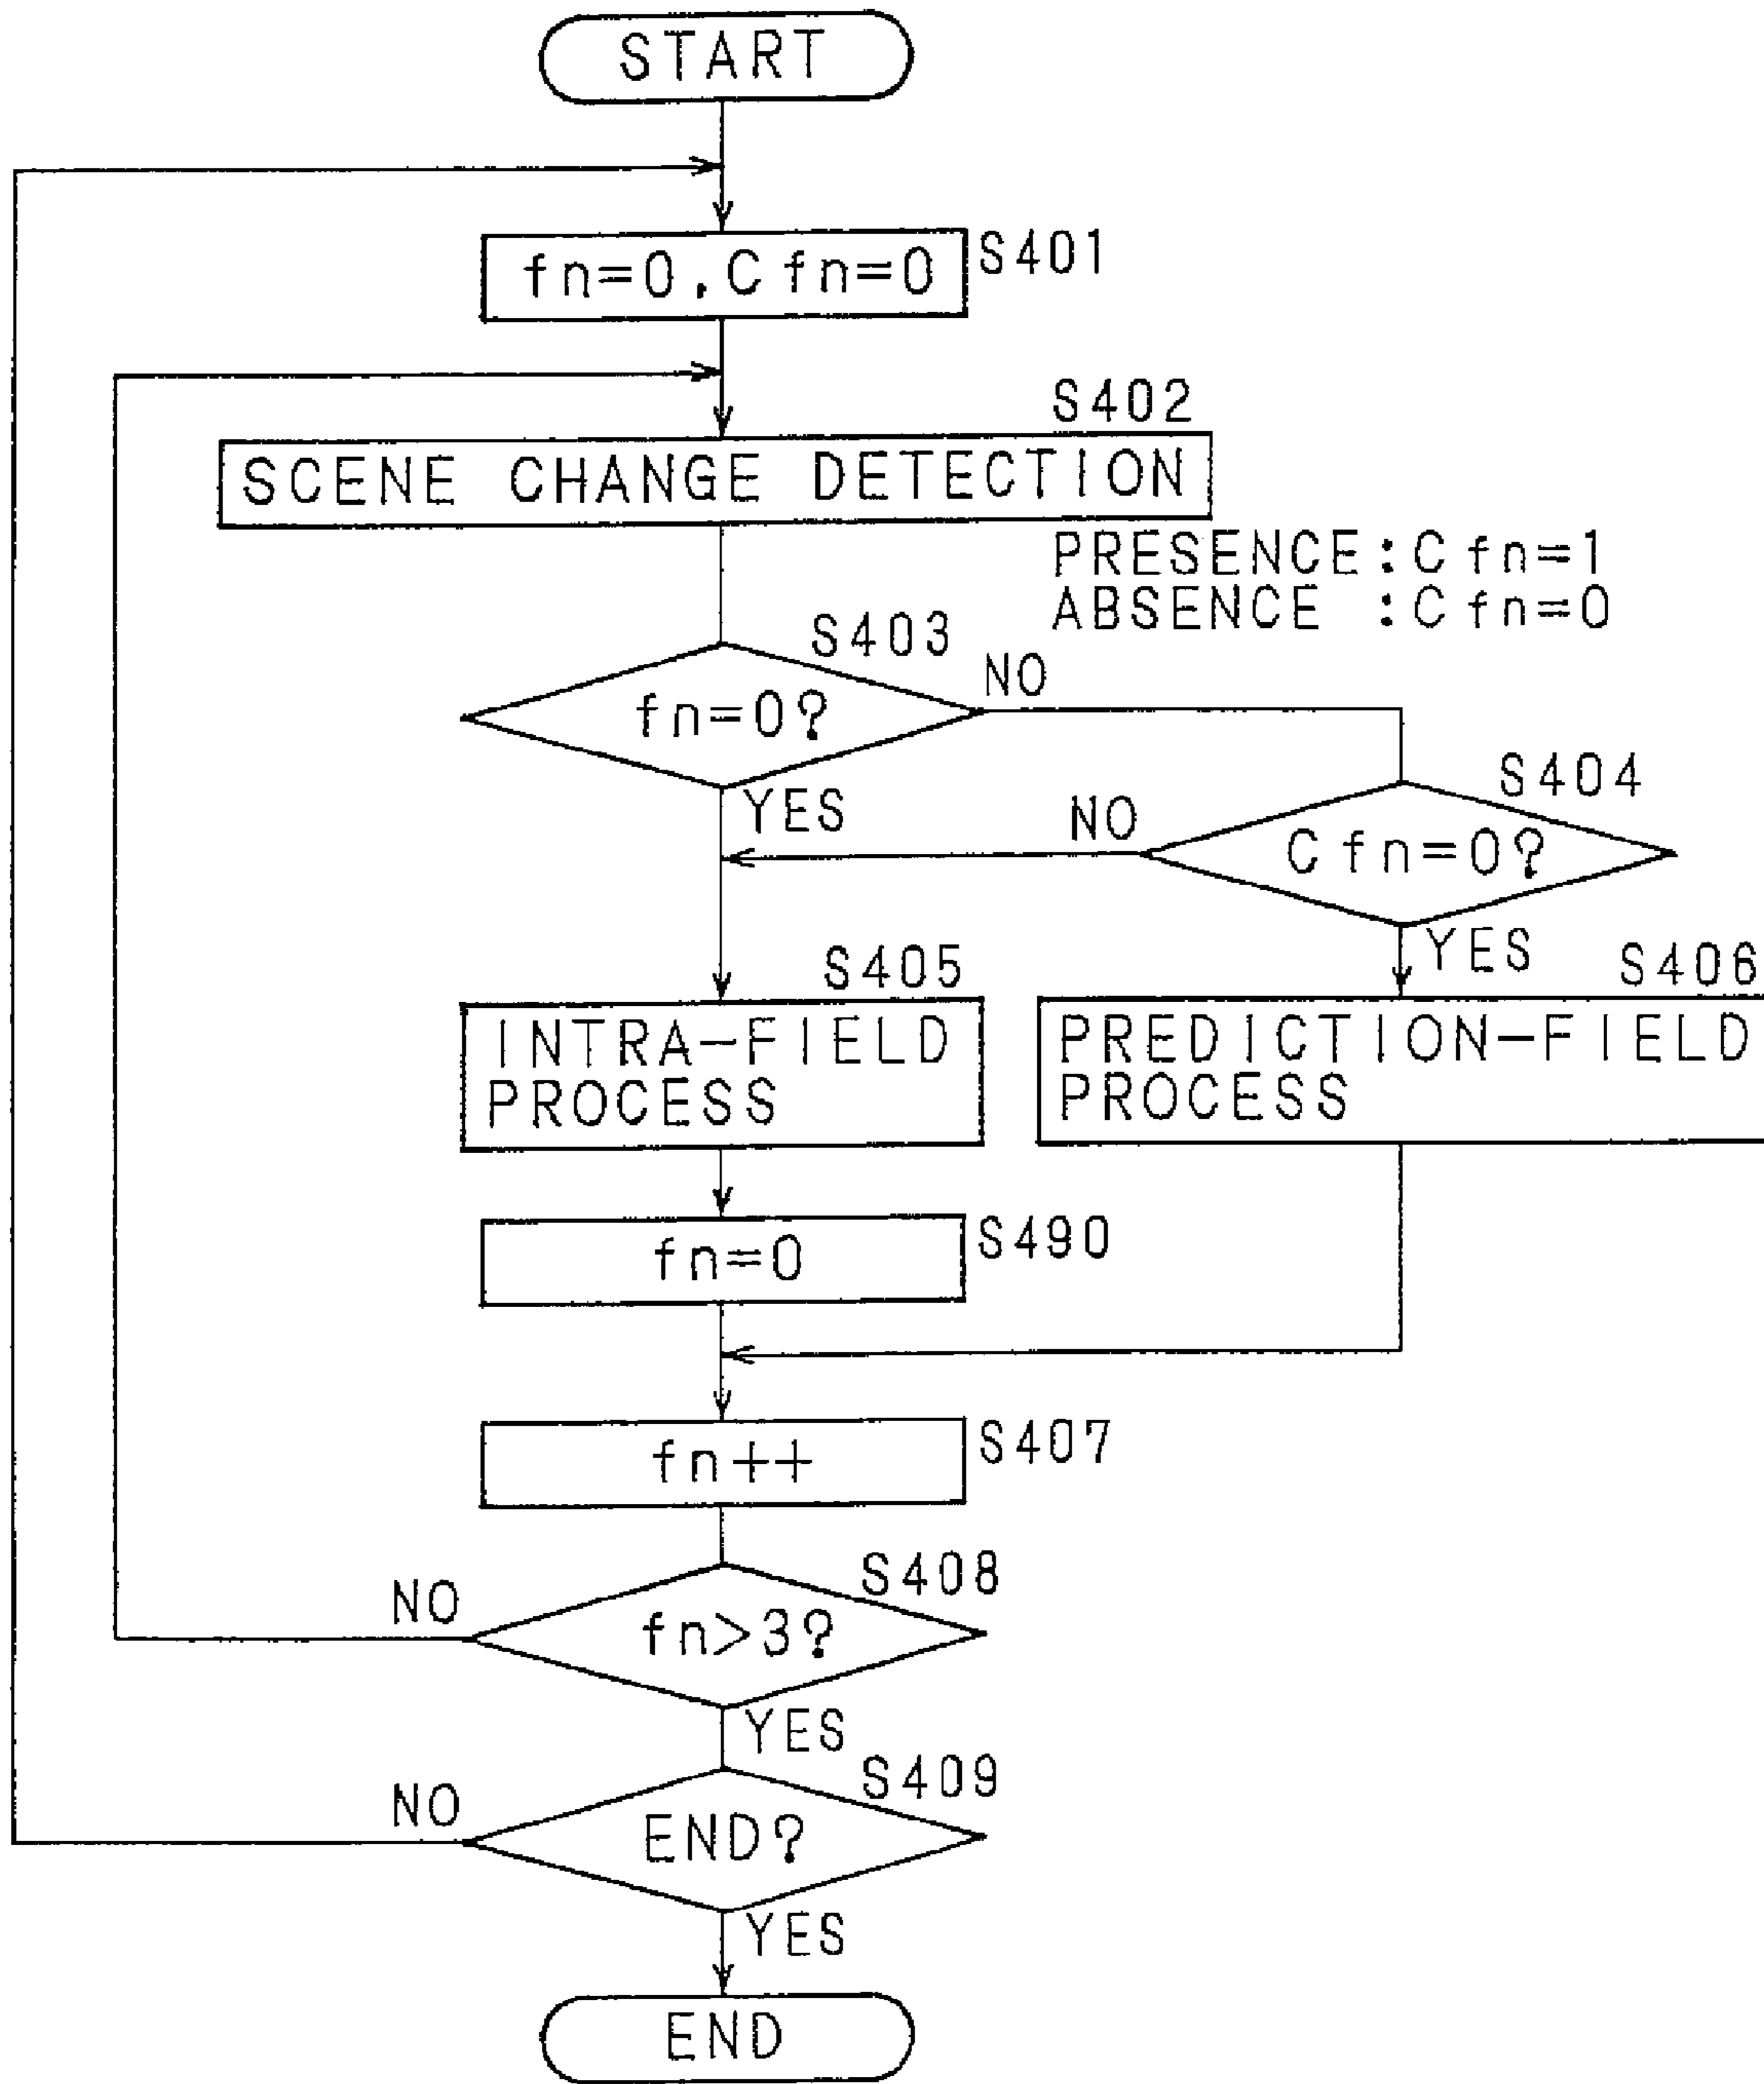 START
fn=0, Cfn=0
S401
S402
SCENE CHANGE DETECTION
PRESENCE:Cfn=1
ABSENCE :Cfn=0
S403
fn=0?
NO
YES
S404
Cfn=0?
NO
YES
S405
INTRA-FIELD
PROCESS
S406
PREDICTION-FIELD
PROCESS
fn=0
S490
fn++
S407
S408
fn>3?
NO
YES
S409
END?
NO
YES
END